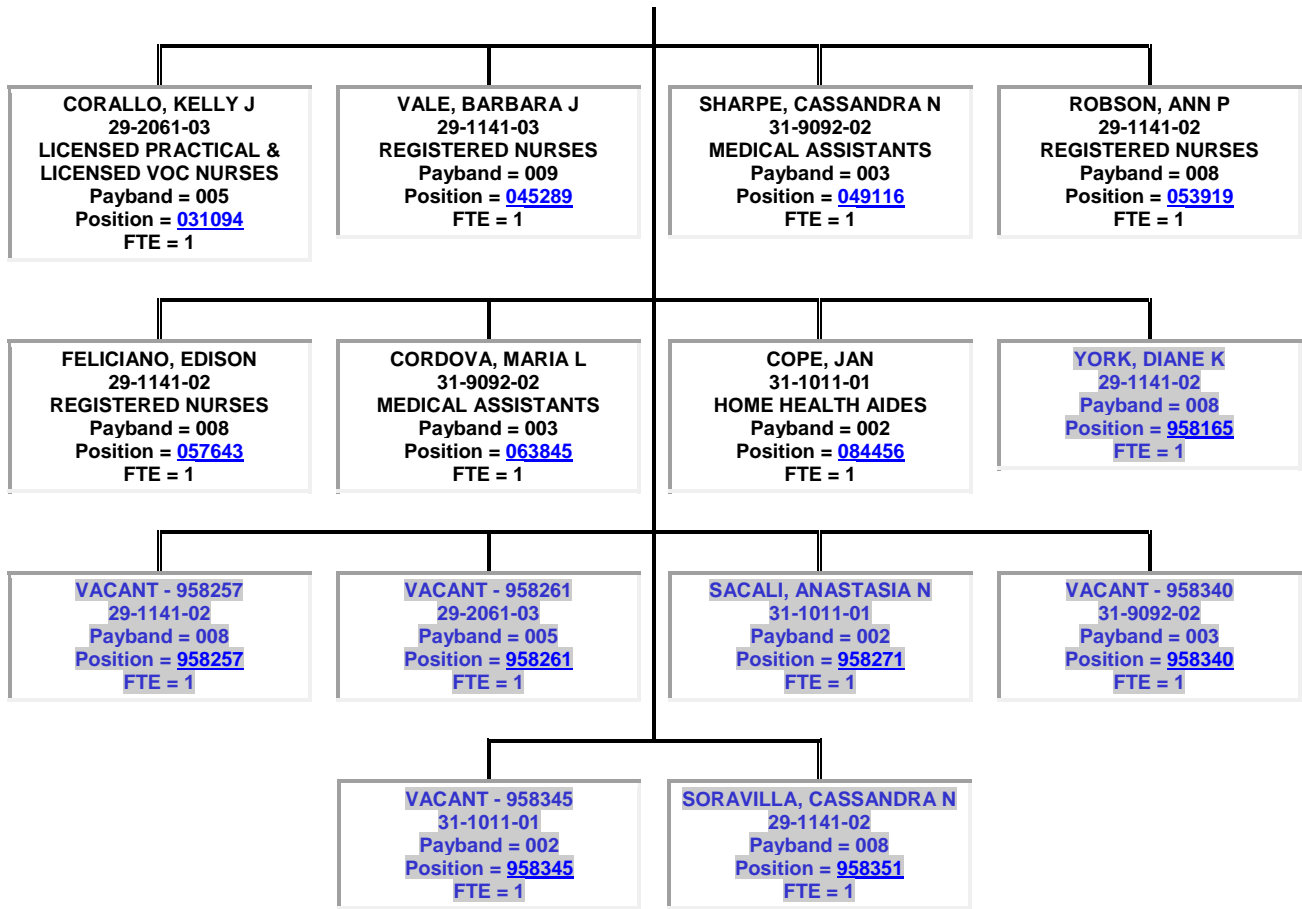 CORALLO, KELLY J
29-2061-03
LICENSED PRACTICAL &
LICENSED VOC NURSES
Payband = 005
Position = 031094
FTE = 1
VALE, BARBARA J
29-1141-03
REGISTERED NURSES
Payband = 009
Position = 045289
FTE = 1
SHARPE, CASSANDRA N
31-9092-02
MEDICAL ASSISTANTS
Payband = 003
Position = 049116
FTE = 1
ROBSON, ANN P
29-1141-02
REGISTERED NURSES
Payband = 008
Position = 053919
FTE = 1
FELICIANO, EDISON
29-1141-02
REGISTERED NURSES
Payband = 008
Position = 057643
FTE = 1
CORDOVA, MARIA L
31-9092-02
MEDICAL ASSISTANTS
Payband = 003
Position = 063845
FTE = 1
COPE, JAN
31-1011-01
HOME HEALTH AIDES
Payband = 002
Position = 084456
FTE = 1
YORK, DIANE K
29-1141-02
Payband = 008
Position = 958165
FTE = 1
VACANT - 958257
29-1141-02
Payband = 008
Position = 958257
FTE = 1
VACANT - 958261
29-2061-03
Payband = 005
Position = 958261
FTE = 1
SACALI, ANASTASIA N
31-1011-01
Payband = 002
Position = 958271
FTE = 1
VACANT - 958340
31-9092-02
Payband = 003
Position = 958340
FTE = 1
VACANT - 958345
31-1011-01
Payband = 002
Position = 958345
FTE = 1
SORAVILLA, CASSANDRA N
29-1141-02
Payband = 008
Position = 958351
FTE = 1